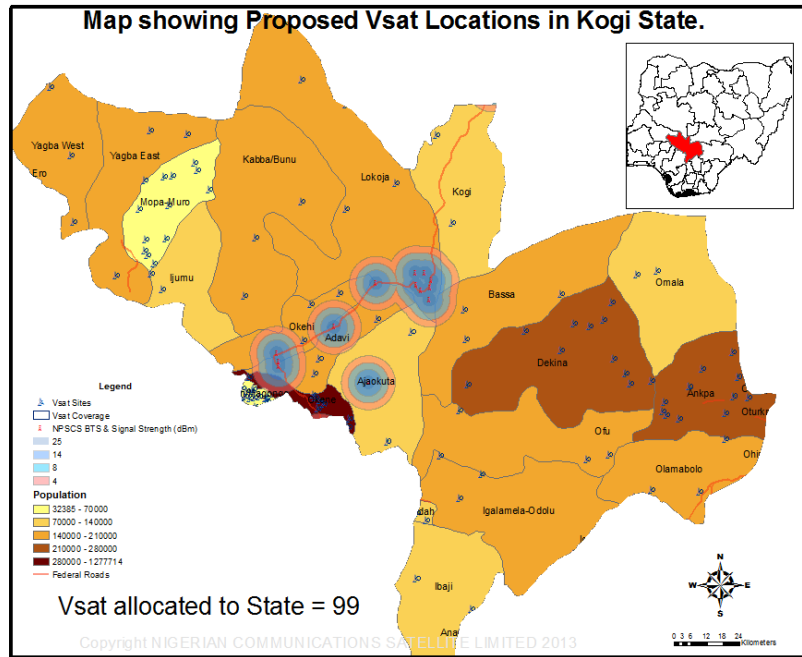 Map showing Proposed Vsat Locations in Kogi State.
Yagba West
Ero
Yagba East
Kabba/Bunu
Lokoja
Kogi
Mopa-Muro
Ijumu
Omala
Bassa
Okehi
Adavi
Dekina
Ajaokuta
Ankpa
Oturk
Okene
Ofu
Olamabolo
Ohi
Igalamela-Odolu
dah
Ibaji
Ana
Legend
Vsat Sites
Vsat Coverage
NPSCS BTS & Signal Strength (dBm)
25
14
8
4
Population
32385 - 70000
70000 - 140000
140000 - 210000
210000 - 280000
280000 - 1277714
Federal Roads
Vsat allocated to State = 99
N
W E
S
0 3 6 12 18 24
Kilometers
Copyright NIGERIAN COMMUNICATIONS SATELLITE LIMITED 2013